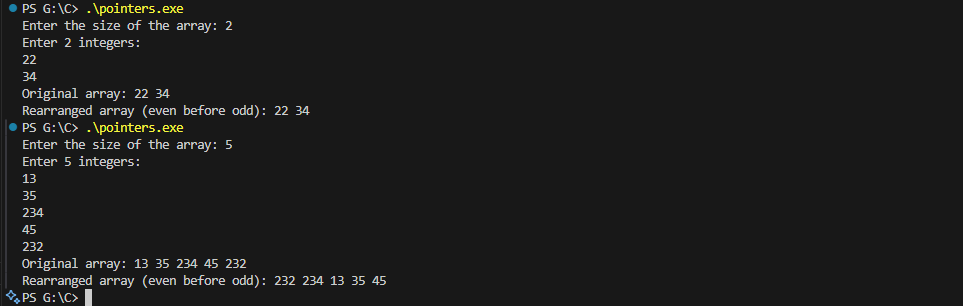 PS G:\C> .\pointers.exe
Enter the size of the array: 2
Enter 2 integers:
22
34
Original array: 22 34
Rearranged array (even before odd): 22 34
PS G:\C> .\pointers.exe
Enter the size of the array: 5
Enter 5 integers:
13
35
234
45
232
Original array: 13 35 234 45 232
Rearranged array (even before odd): 232 234 13 35 45
PS G:\C>